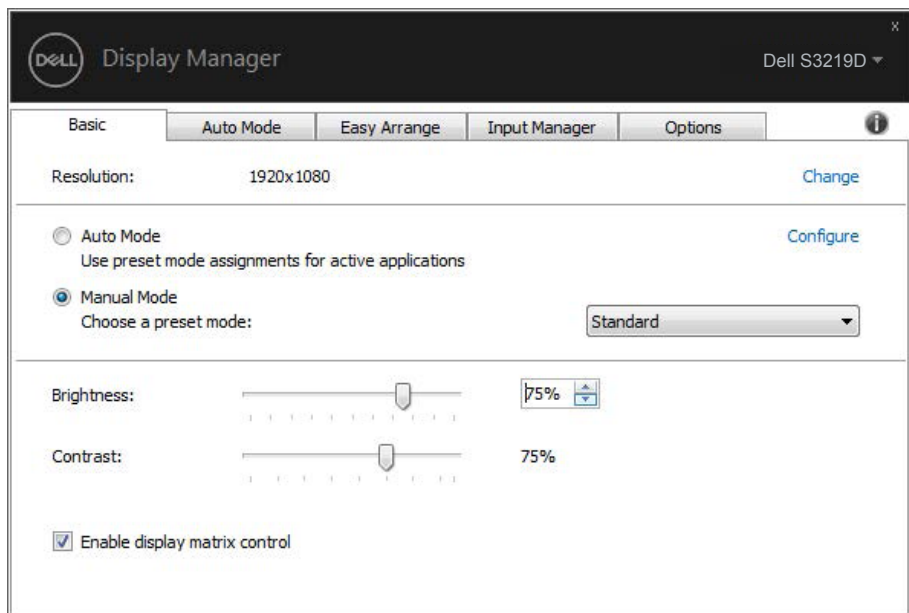 x
DELL Display Manager Dell S3219D
Basic Auto Mode Easy Arrange Input Manager Options i
Resolution: 1920x1080 Change
Auto Mode Configure
Use preset mode assignments for active applications
Manual Mode
Choose a preset mode: Standard
Brightness: 75%
Contrast: 75%
Enable display matrix control